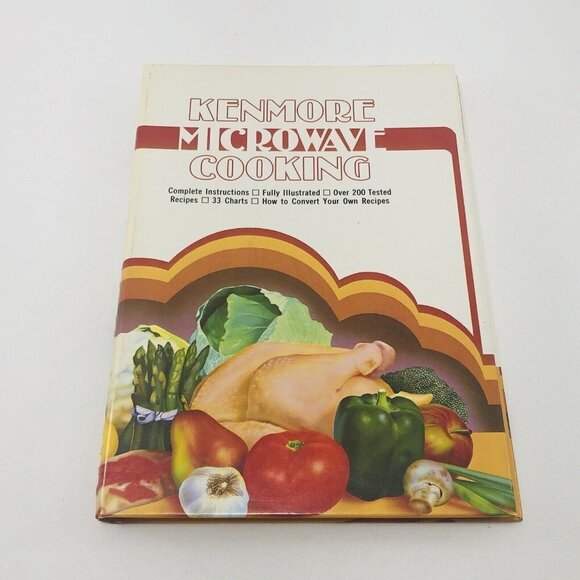 KENMORE
MICROWAVE
COOKING
Complete Instructions □ Fully Illustrated □ Over 200 Tested
Recipes □ 33 Charts □ How to Convert Your Own Recipes